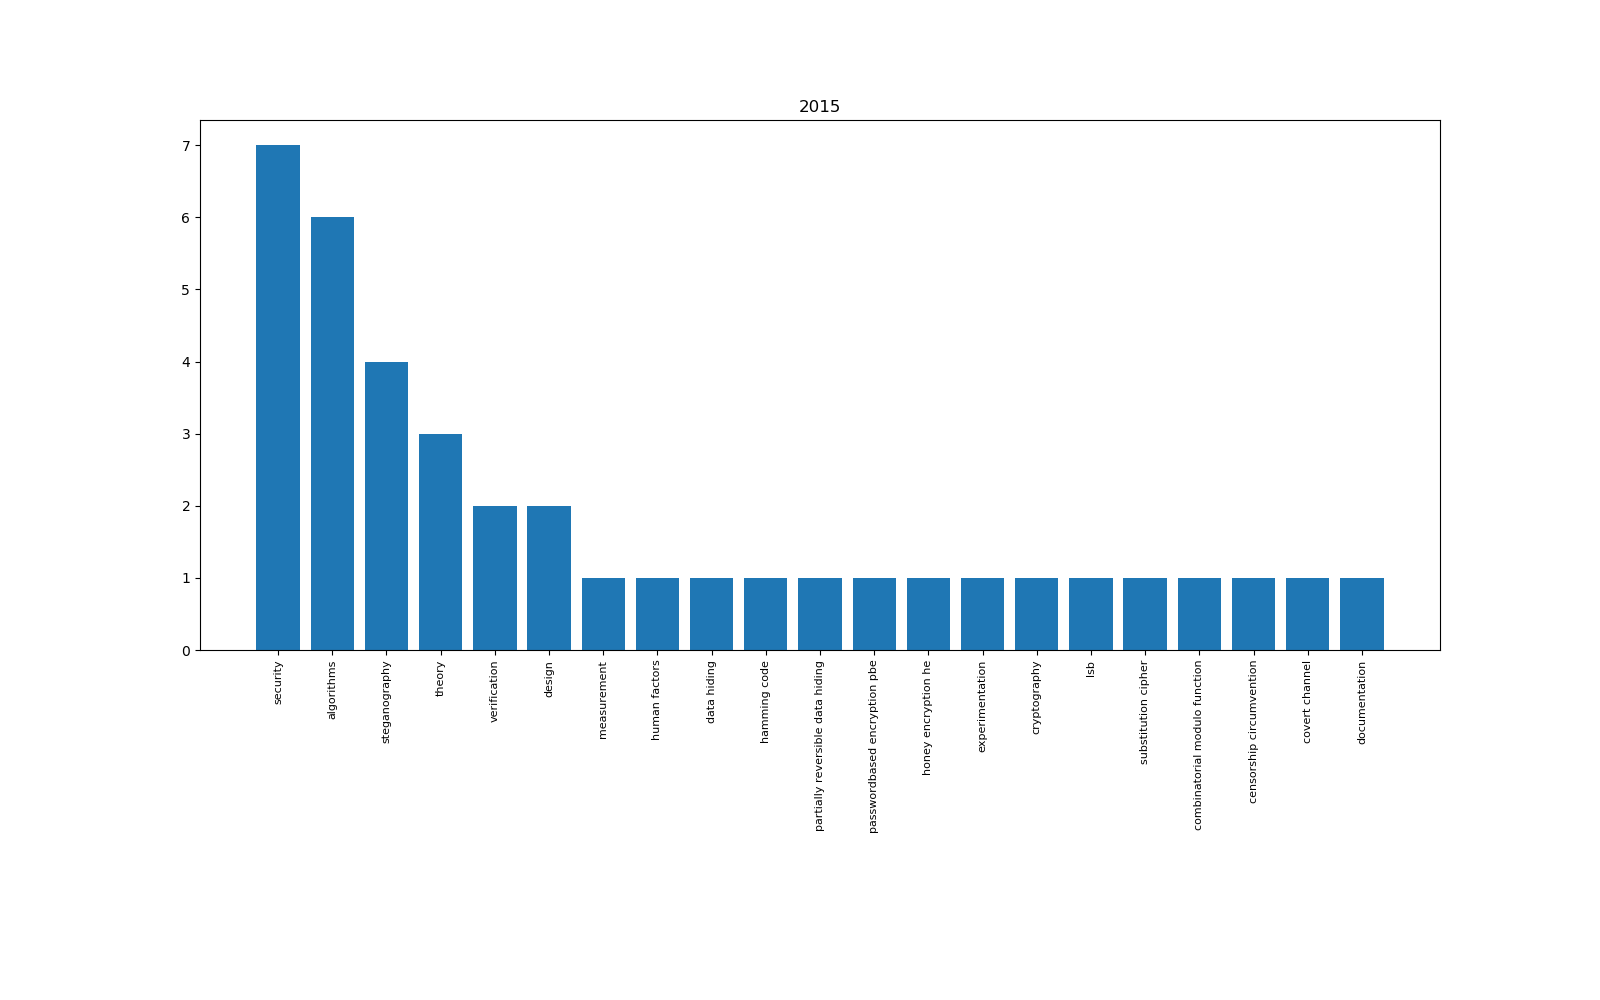 2015
7
6
5
4
3
2
1
0
security
algorithms
steganography
theory
verification
design
measurement
human factors
data hiding
hamming code
partially reversible data hiding
passwordbased encryption pbe
honey encryption he
experimentation
cryptography
lsb
substitution cipher
combinatorial modulo function
censorship circumvention
covert channel
documentation